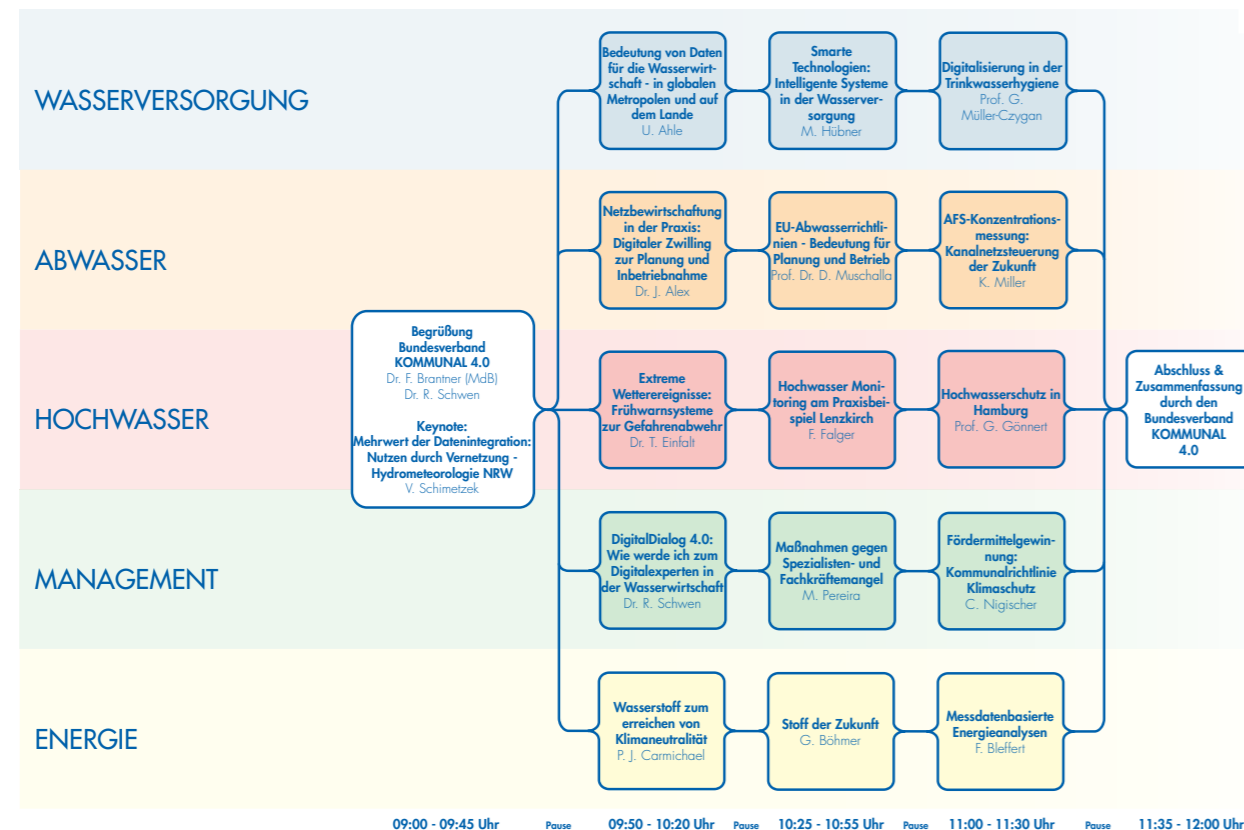 WASSERVERSORGUNG
Bedeutung von Daten
für die Wasserwirt-
schaft - in globalen
Metropolen und auf
dem Lande
U. Ahle
Smarte
Technologien:
Intelligente Systeme
in der Wasserver-
sorgung
M. Hübner
Digitalisierung in der
Trinkwasserhygiene
Prof. G.
Müller-Czygan
ABWASSER
Netzbewirtschaftung
in der Praxis:
Digitaler Zwilling
zur Planung und
Inbetriebnahme
Dr. J. Alex
EU-Abwasserrichtli-
nien - Bedeutung für
Planung und Betrieb
Prof. Dr. D. Muschalla
AFS-Konzentrations-
messung:
Kanalnetzsteuerung
der Zukunft
K. Miller
Begrüßung
Bundesverband
KOMMUNAL 4.0
Dr. F. Brantner (MdB)
Dr. R. Schwen
Keynote:
Mehrwert der Datenintegration:
Nutzen durch Vernetzung -
Hydrometeorologie NRW
V. Schimetzek
HOCHWASSER
Extreme
Wetterereignisse:
Frühwarnsysteme
zur Gefahrenabwehr
Dr. T. Einfalt
Hochwasser Moni-
toring am Praxisbei-
spiel Lenzkirch
F. Falger
Hochwasserschutz in
Hamburg
Prof. G. Gönnert
Abschluss &
Zusammenfassung
durch den
Bundesverband
KOMMUNAL
4.0
MANAGEMENT
DigitalDialog 4.0:
Wie werde ich zum
Digitalexperten in
der Wasserwirtschaft
Dr. R. Schwen
Maßnahmen gegen
Spezialisten- und
Fachkräftemangel
M. Pereira
Fördermittelgewin-
nung:
Kommunalrichtlinie
Klimaschutz
C. Nigischer
ENERGIE
Wasserstoff zum
erreichen von
Klimaneutralität
P. J. Carmichael
Stoff der Zukunft
G. Böhmer
Messdatenbasierte
Energieanalysen
F. Bleffert
09:00 - 09:45 Uhr Pause 09:50 - 10:20 Uhr Pause 10:25 - 10:55 Uhr Pause 11:00 - 11:30 Uhr Pause 11:35 - 12:00 Uhr